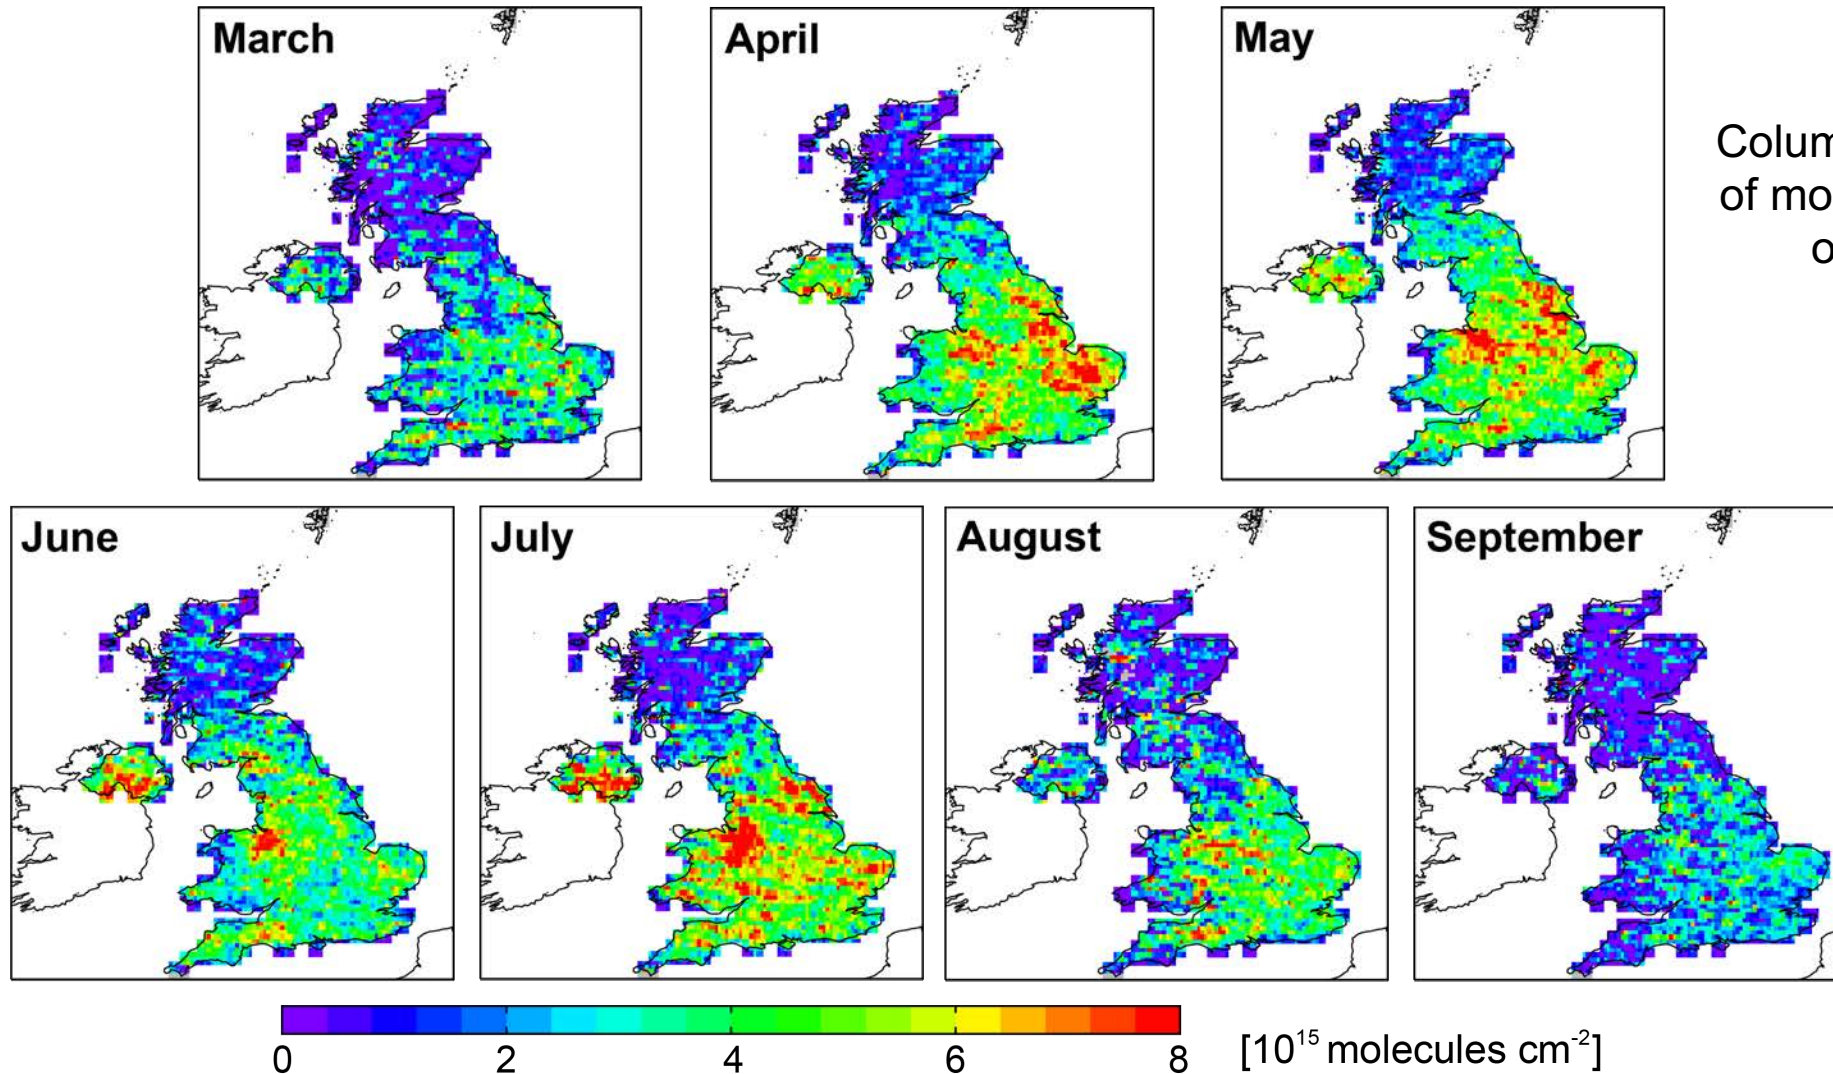 March
April
May
Colum
of mo
o
June
July
August
September
0 2 4 6 8
[10¹⁵ molecules cm⁻²]